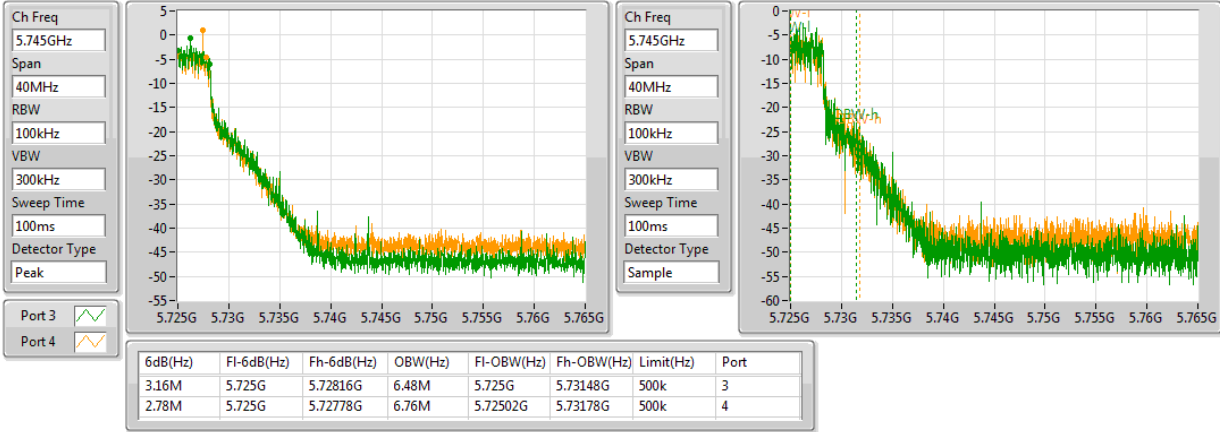 Ch Freq
5.745GHz
Span
40MHz
RBW
100kHz
VBW
300kHz
Sweep Time
100ms
Detector Type
Peak
Port 3
Port 4
5
0
-5
-10
-15
-20
-25
-30
-35
-40
-45
-50
-55
5.725G 5.73G 5.735G 5.74G 5.745G 5.75G 5.755G 5.76G 5.765G
Ch Freq
5.745GHz
Span
40MHz
RBW
100kHz
VBW
300kHz
Sweep Time
100ms
Detector Type
Sample
0
-5
-10
-15
-20
-25
-30
-35
-40
-45
-50
-55
-60
5.725G 5.73G 5.735G 5.74G 5.745G 5.75G 5.755G 5.76G 5.765G
6dB(Hz) Fl-6dB(Hz) Fh-6dB(Hz) OBW(Hz) Fl-OBW(Hz) Fh-OBW(Hz) Limit(Hz) Port
3.16M 5.725G 5.72816G 6.48M 5.725G 5.73148G 500k 3
2.78M 5.725G 5.72778G 6.76M 5.72502G 5.73178G 500k 4